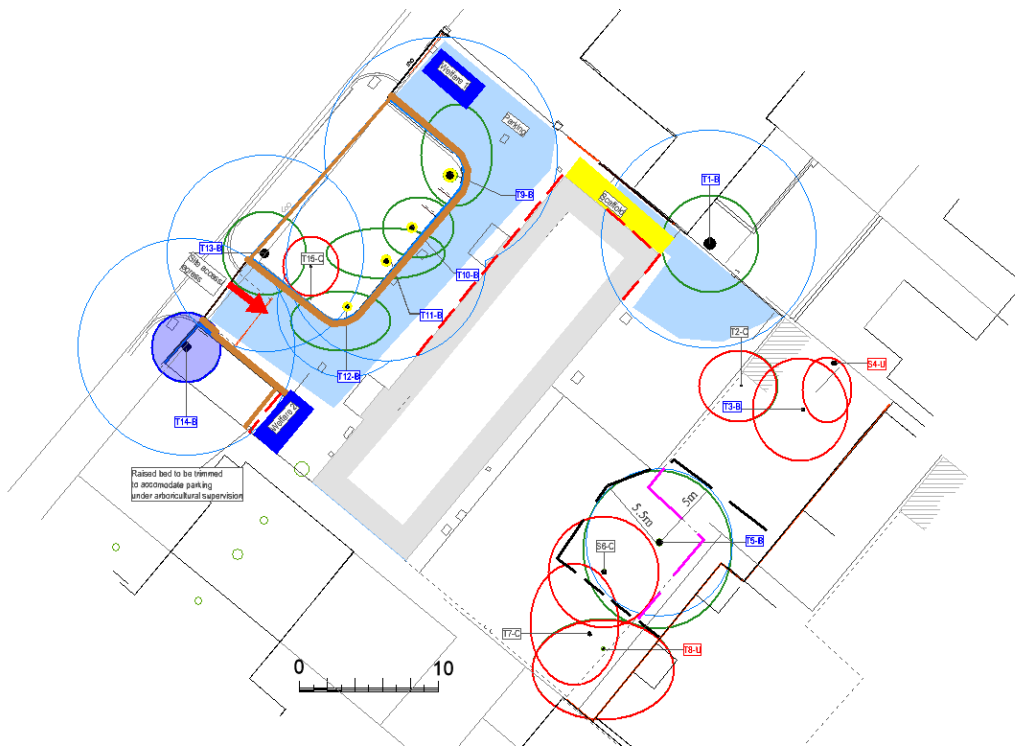 Welfare 1
Parking
T1-B
T9-B
Scaffold
T13-B
T15-C
Site access/
egress
T10-B
T11-B
T2-C
S4-U
T12-B
T3-B
T14-B
Welfare 2
Raised bed to be trimmed
to accomodate parking
under arboricultural supervision
5m
5.5m
T5-B
S6-C
T7-C
T8-U
0 10